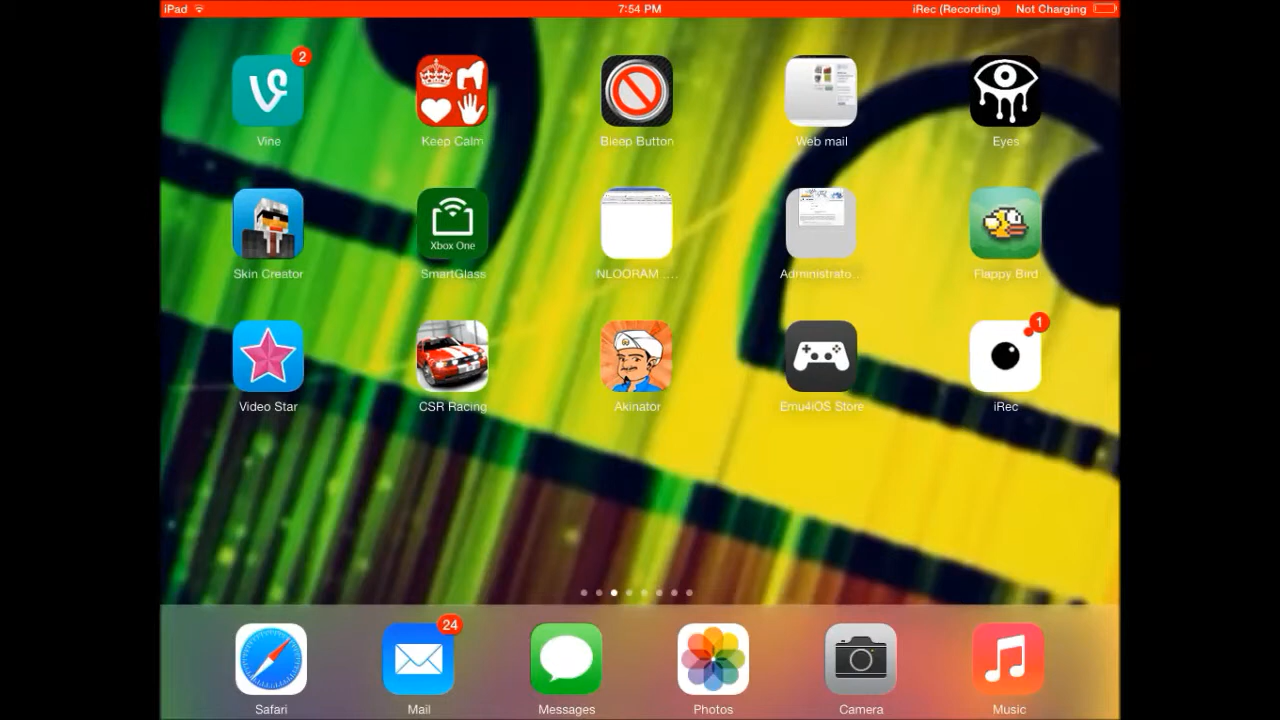 iPad 7:54 PM iRec (Recording) Not Charging
2
Vine Keep Calm Bleep Button Web mail Eyes
Xbox One
Skin Creator SmartGlass NLOORAM .... Administrato... Flappy Bird
1
Video Star CSR Racing Akinator Emu4iOS Store iRec
24
Safari Mail Messages Photos Camera Music